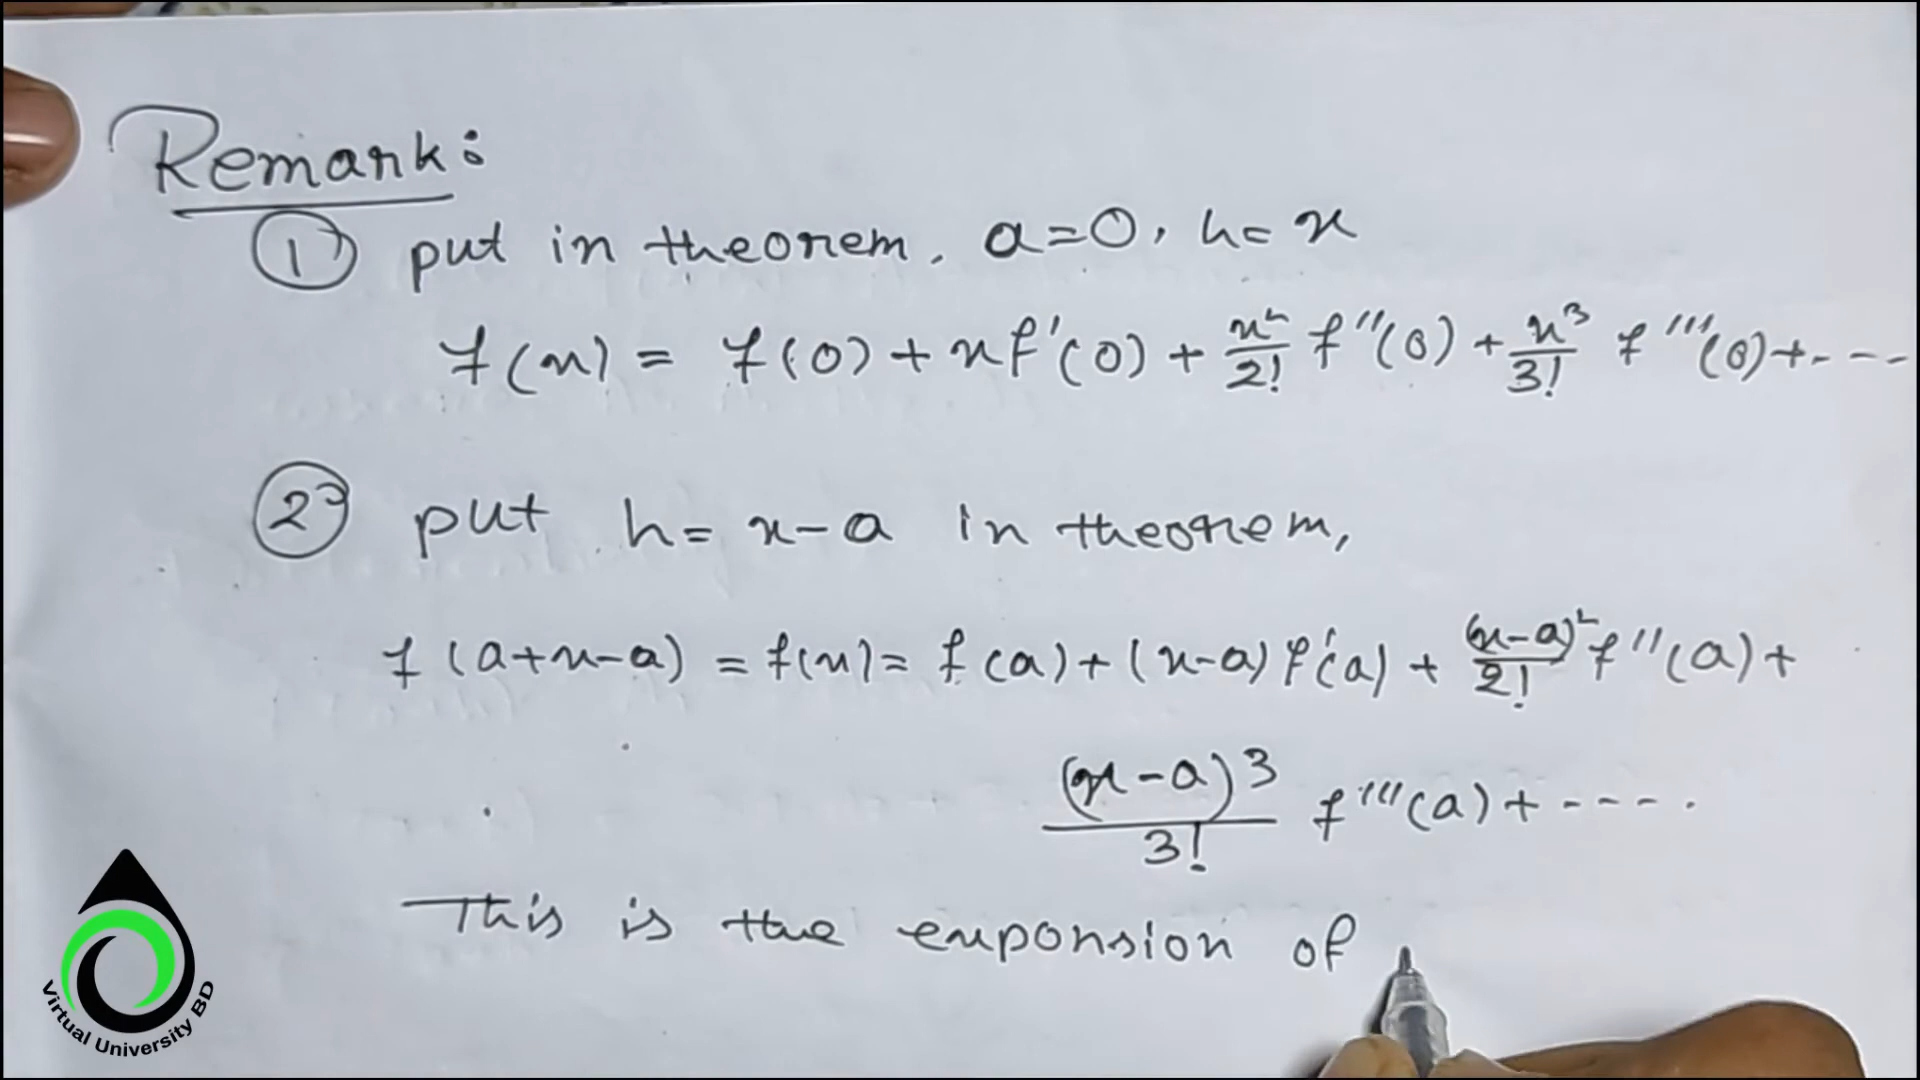 Remark:
① put in theorem, a=0, h= x
f(x) = f(0) + xf'(0) + x²/2! f''(0) + x³/3! f'''(0)+----
② put h= x-a in theorem,
f(a+x-a) = f(x) = f(a) + (x-a) f'(a) + (x-a)²/2! f''(a) +
(x-a)³/3! f'''(a) + ----.
This is the exponsion of
Virtual University BD